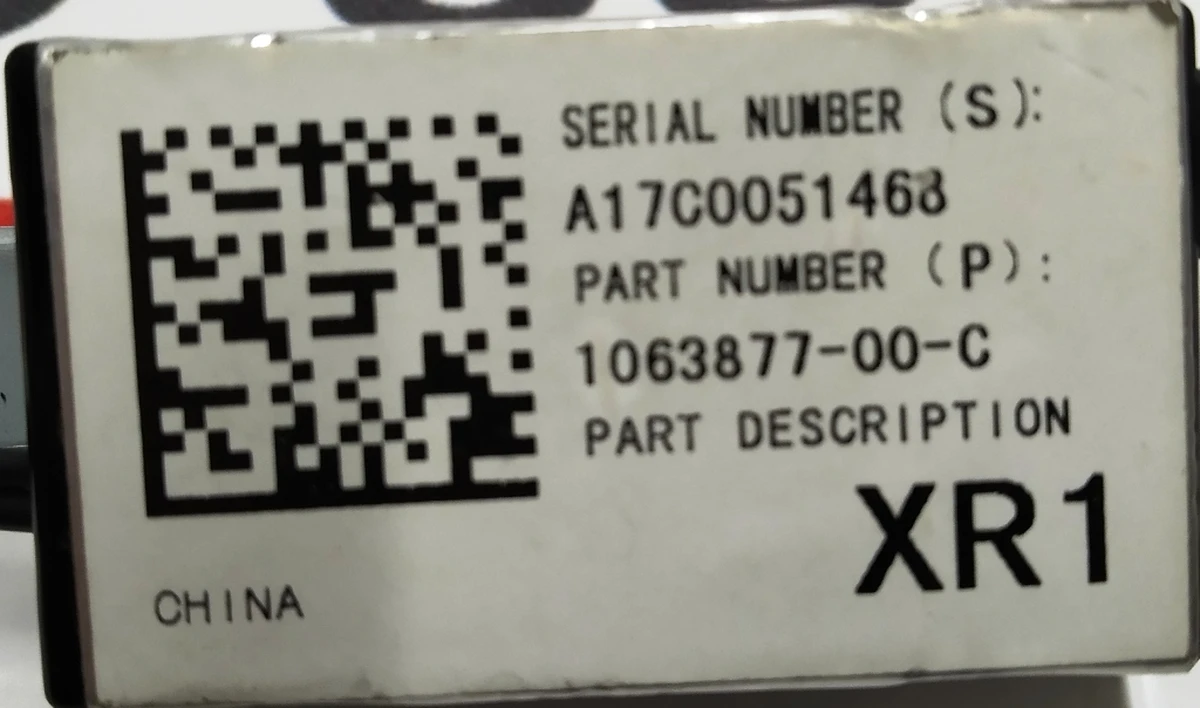 SERIAL NUMBER (S):
A17C0051468
PART NUMBER (P):
1063877-00-C
PART DESCRIPTION
XR1
CHINA